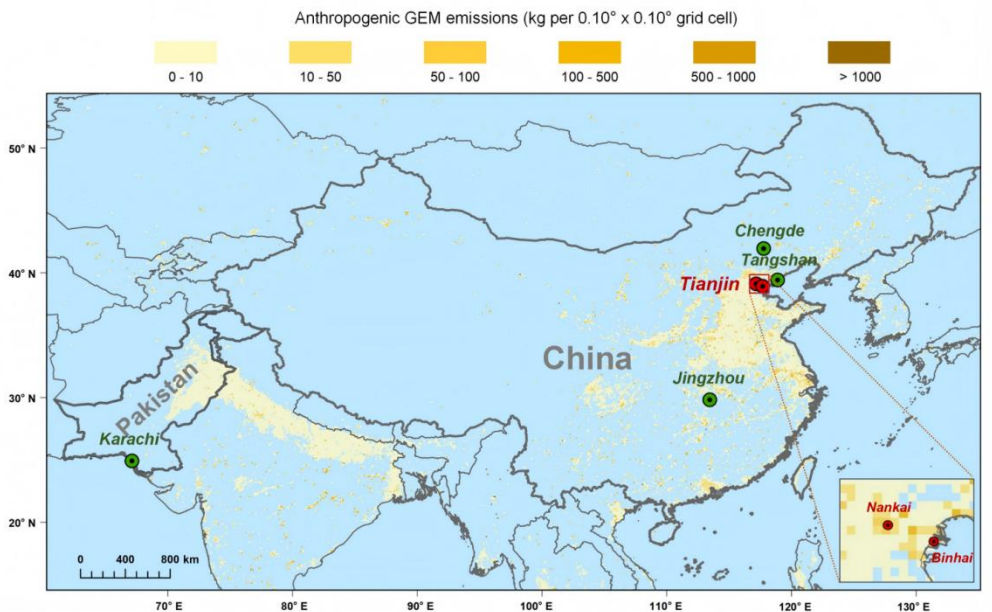 Anthropogenic GEM emissions (kg per 0.10° x 0.10° grid cell)
0 - 10
10 - 50
50 - 100
100 - 500
500 - 1000
> 1000
50° N
40° N
30° N
20° N
Chengde
Tangshan
Tianjin
China
Jingzhou
Pakistan
Karachi
Nankai
Binhai
0 400 800 km
70° E
80° E
90° E
100° E
110° E
120° E
130° E